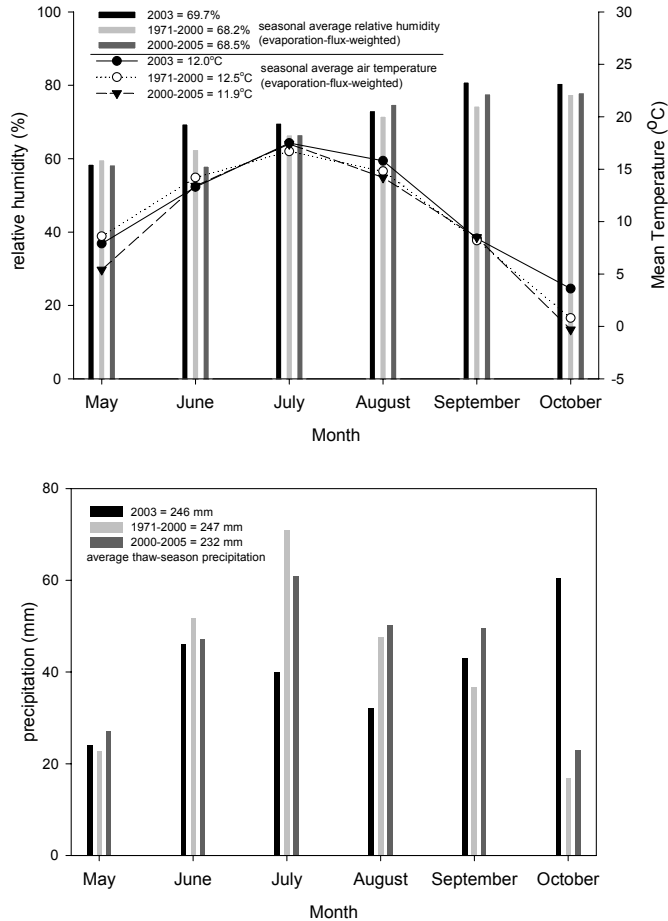 2003 = 69.7%
1971-2000 = 68.2%
2000-2005 = 68.5%
seasonal average relative humidity
(evaporation-flux-weighted)
2003 = 12.0°C
1971-2000 = 12.5°C
2000-2005 = 11.9°C
seasonal average air temperature
(evaporation-flux-weighted)
relative humidity (%)
100
80
60
40
20
0
Mean Temperature (°C)
30
25
20
15
10
5
0
-5
May June July August September October
Month
2003 = 246 mm
1971-2000 = 247 mm
2000-2005 = 232 mm
average thaw-season precipitation
precipitation (mm)
80
60
40
20
0
May June July August September October
Month